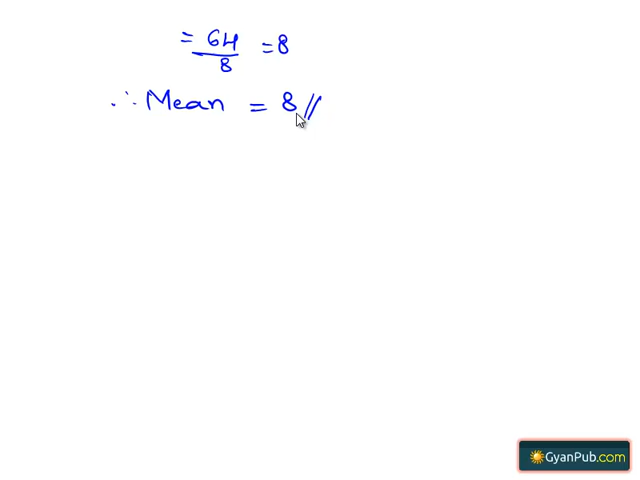 = 64/8 = 8
∴ Mean = 8//
GyanPub.com